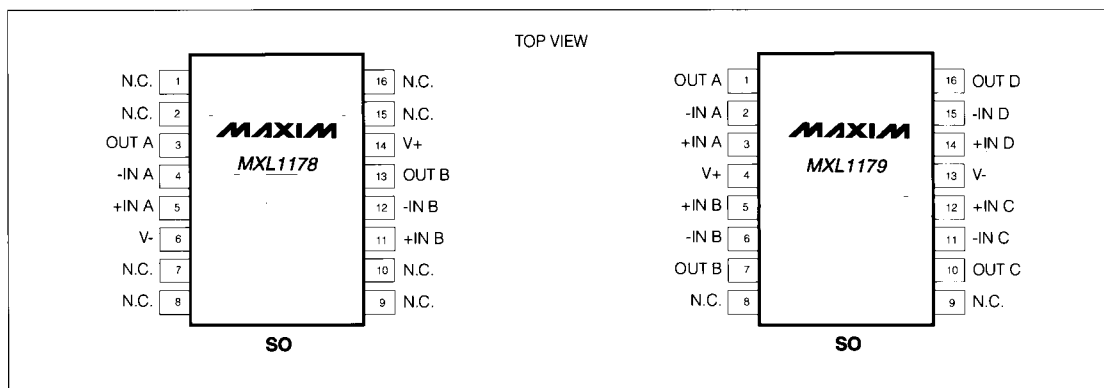 TOP VIEW
N.C. 1 16 N.C.
N.C. 2 15 N.C.
OUT A 3 14 V+
-IN A 4 13 OUT B
+IN A 5 12 -IN B
V- 6 11 +IN B
N.C. 7 10 N.C.
N.C. 8 9 N.C.
MAXIM
MXL1178
SO
OUT A 1 16 OUT D
-IN A 2 15 -IN D
+IN A 3 14 +IN D
V+ 4 13 V-
+IN B 5 12 +IN C
-IN B 6 11 -IN C
OUT B 7 10 OUT C
N.C. 8 9 N.C.
MAXIM
MXL1179
SO